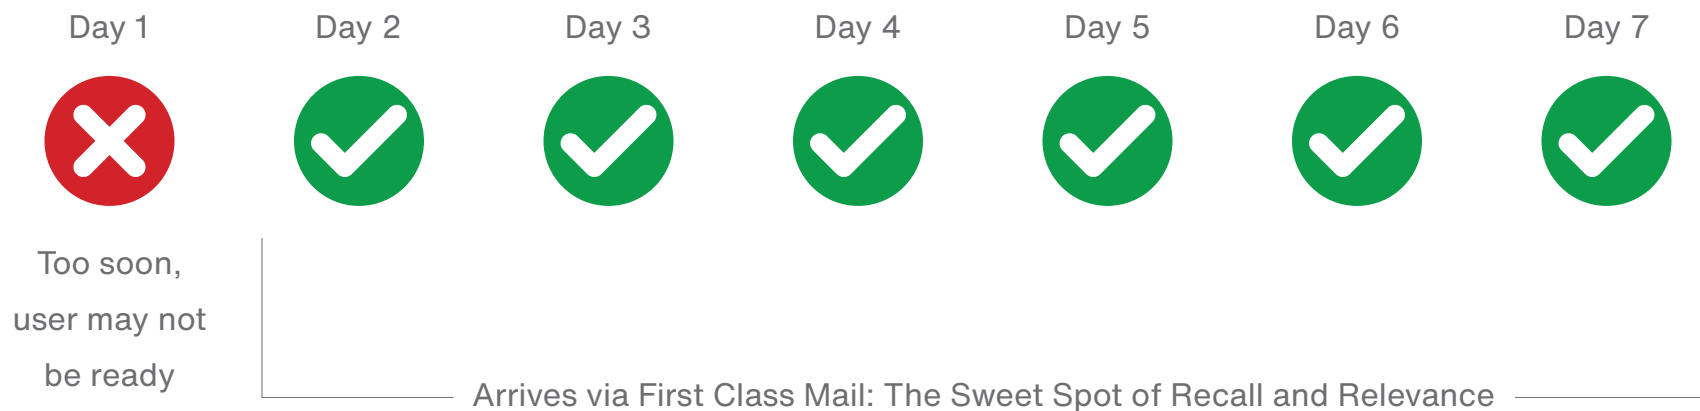 Day 1 Day 2 Day 3 Day 4 Day 5 Day 6 Day 7
Too soon,
user may not
be ready
Arrives via First Class Mail: The Sweet Spot of Recall and Relevance